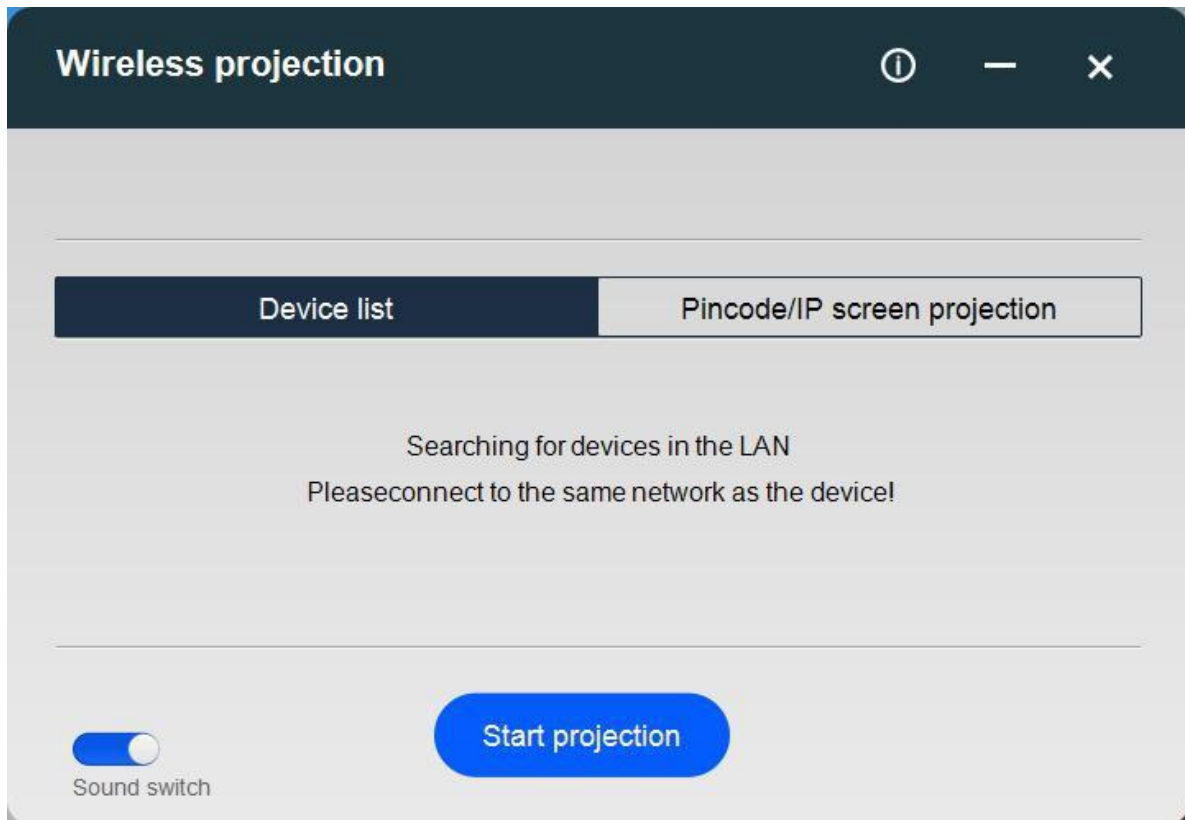 Wireless projection
Device list
Pincode/IP screen projection
Searching for devices in the LAN
Pleaseconnect to the same network as the device!
Start projection
Sound switch